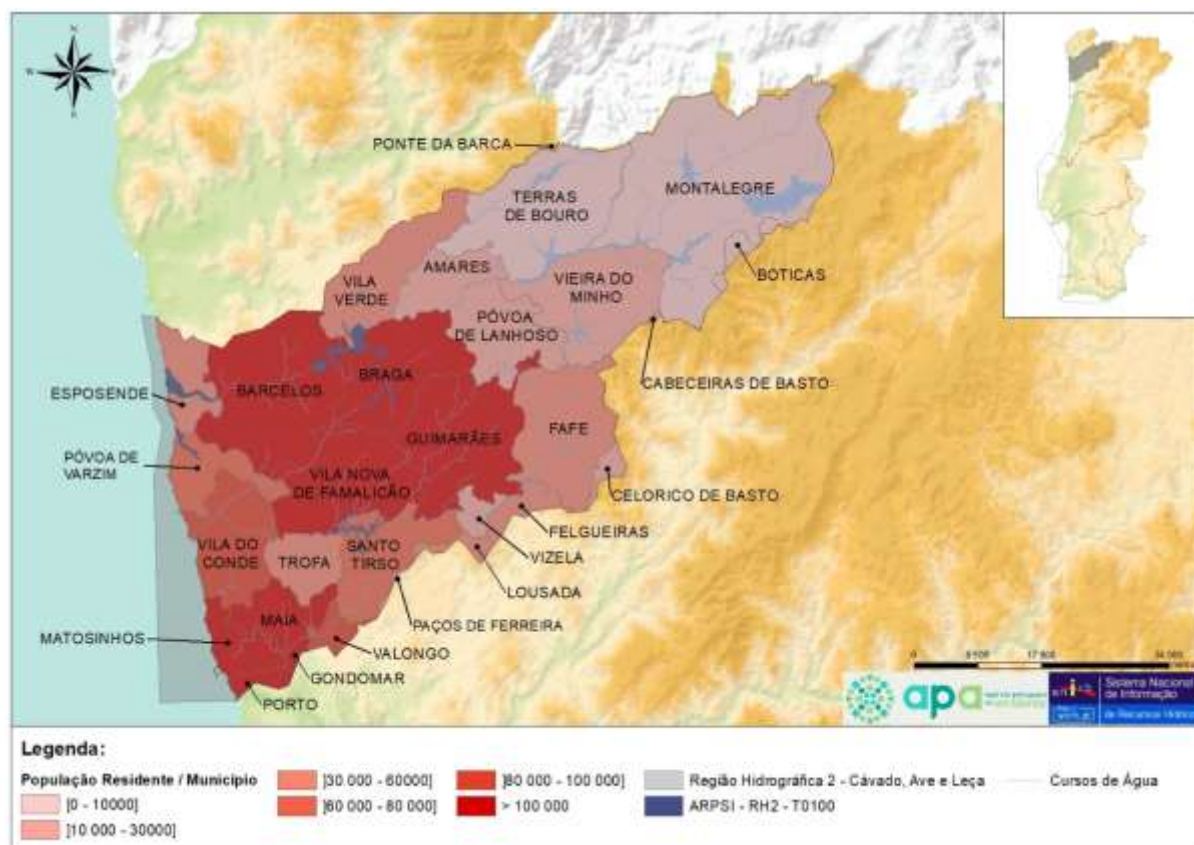 PONTE DA BARCA
MONTALEGRE
TERRAS
DE BOURO
AMARES
VIEIRA DO
MINHO
BOTICAS
VILA
VERDE
PÓVOA
DE LANHOSO
BRAGA
BARCELOS
ESPOSENDE
CABECEIRAS DE BASTO
FAFE
GUIMARÃES
PÓVOA DE
VARZIM
VILA NOVA
DE FAMALICÃO
CELORICO DE BASTO
FELGUEIRAS
VILA DO
CONDE
TROFA
SANTO
TIRSO
VIZELA
LOUSADA
MAIA
PAÇOS DE FERREIRA
MATOSINHOS
VALONGO
GONDOMAR
PORTO
0
apa
Sistema Nacional
de Informação
de Recursos Hídricos
Legenda:
População Residente / Município
[0 - 10000]
]10 000 - 30000]
]30 000 - 60000]
]60 000 - 80 000]
]80 000 - 100 000]
> 100 000
Região Hidrográfica 2 - Cávado, Ave e Leça
ARPSI - RH2 - T0100
Cursos de Água